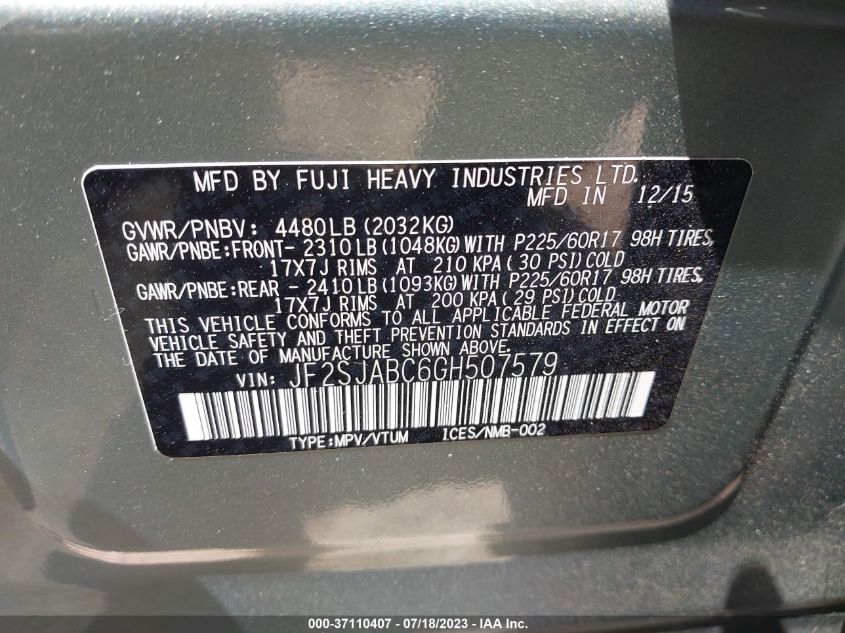 MFD BY FUJI HEAVY INDUSTRIES LTD.
MFD IN 12/15
GVWR/PNBV: 4480LB (2032KG)
GAWR/PNBE:FRONT- 2310LB (1048KG) WITH P225/60R17 98H TIRES,
17X7J RIMS AT 210 KPA ( 30 PSI) COLD
GAWR/PNBE:REAR - 2410LB (1093KG) WITH P225/60R17 98H TIRES,
17X7J RIMS AT 200 KPA ( 29 PSI) COLD
THIS VEHICLE CONFORMS TO ALL APPLICABLE FEDERAL MOTOR
VEHICLE SAFETY AND THEFT PREVENTION STANDARDS IN EFFECT ON
THE DATE OF MANUFACTURE SHOWN ABOVE.
VIN: JF2SJABC6GH507579
TYPE:MPV/VTUM ICES/NMB-002
000-37110407 - 07/18/2023 - IAA Inc.